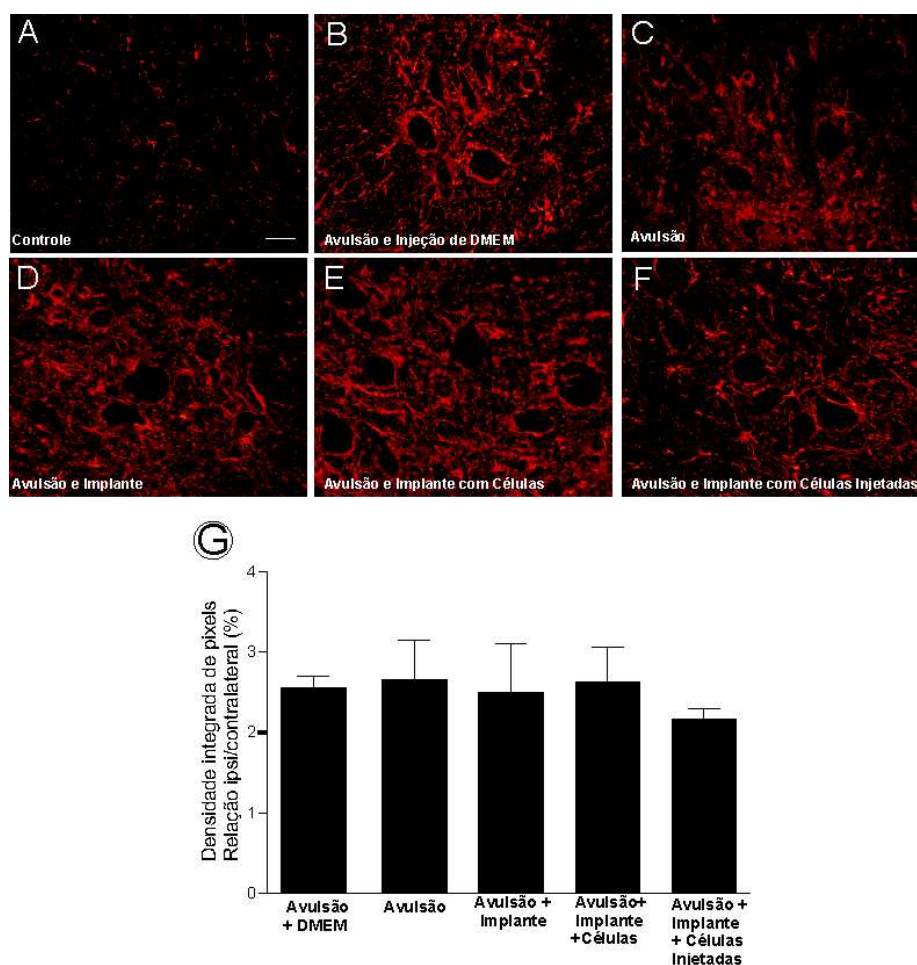 A
B
C
Controle
Avulsão e Injeção de DMEM
Avulsão
D
E
F
Avulsão e Implante
Avulsão e Implante com Células
Avulsão e Implante com Células Injetadas
G
Densidade integrada de pixels
Relação ipsi/contralateral (%)
4
3
2
1
0
Avulsão
+ DMEM
Avulsão
Avulsão +
Implante
Avulsão+
Implante
+Células
Avulsão +
Implante
+ Células
Injetadas